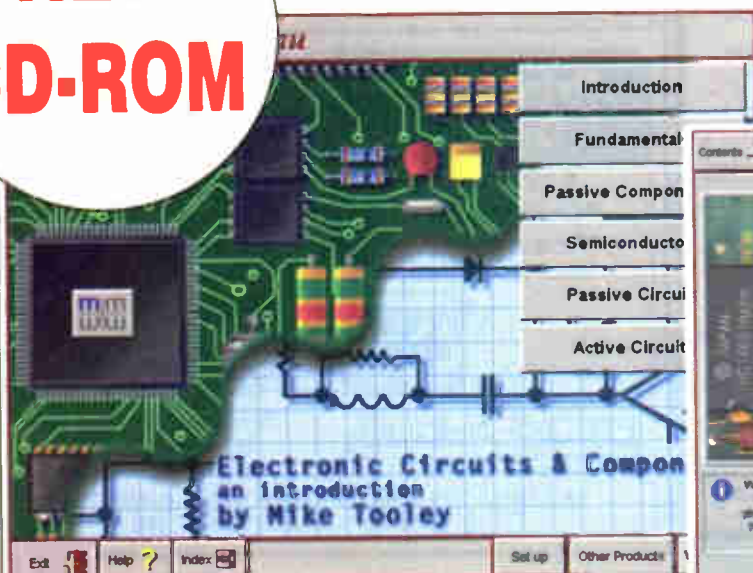 D-ROM
Introduction
Fundamental
Passive Compon
Semiconducto
Passive Circui
Active Circuit
Contents
Electronic Circuits & Compon
an introduction
by Mike Tooley
Exit
Help ?
Index
Set up
Other Products